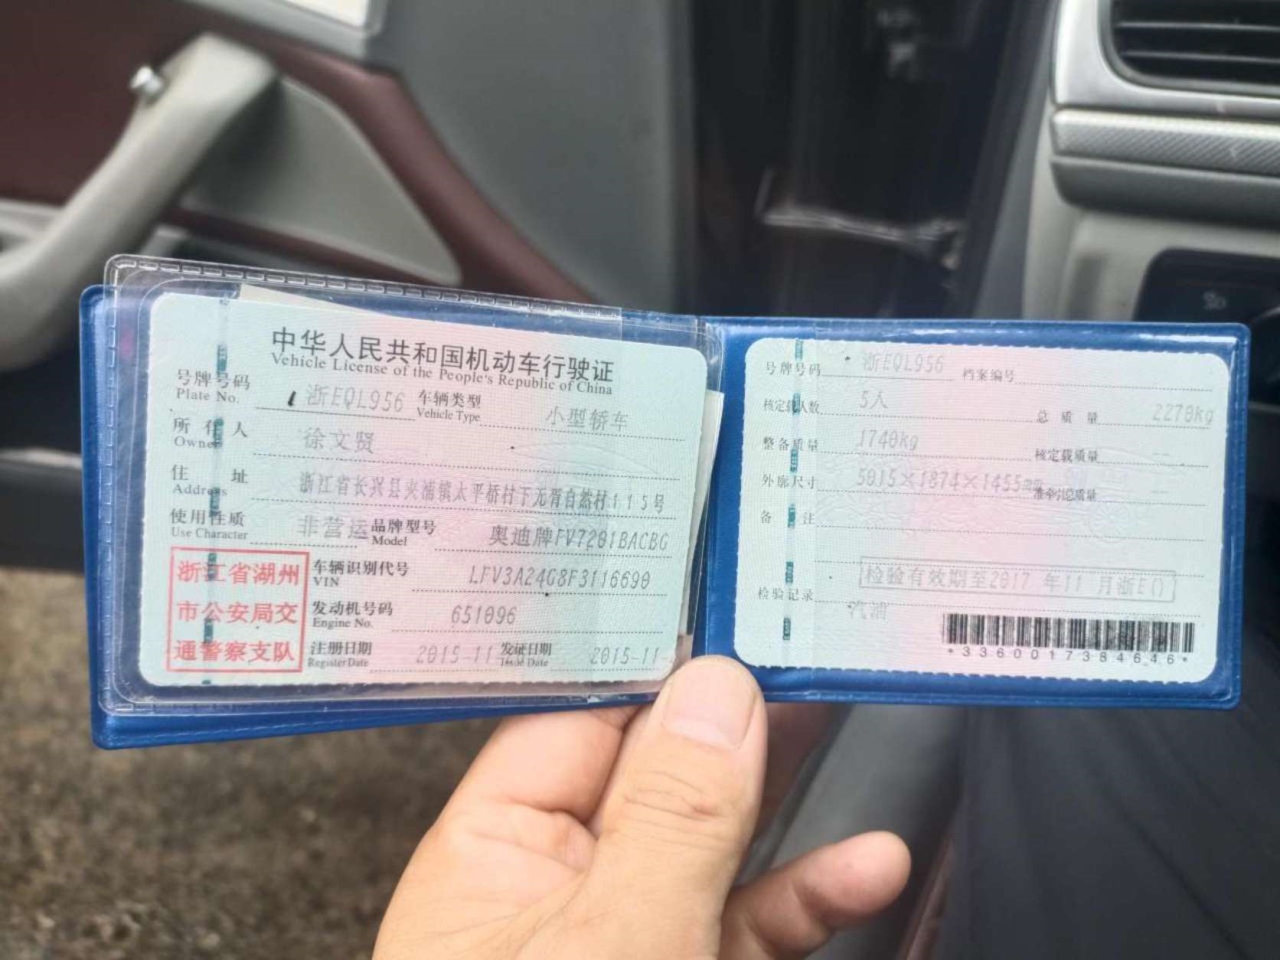 中华人民共和国机动车行驶证
Vehicle License of the People's Republic of China
号牌号码 浙EQL956 车辆类型 小型轿车
Plate No. Vehicle Type
所有人 徐文贤
Owner
住址 浙江省长兴县夹浦镇太平桥村下元胥自然村115号
Address
使用性质 非营运 品牌型号 奥迪牌FV7201BACBG
Use Character Model
浙江省湖州
市公安局交
通警察支队
车辆识别代号 LFV3A24G8F3116690
VIN
发动机号码 651096
Engine No.
注册日期 2015-11 发证日期 2015-11
Register Date Issue Date
号牌号码 浙EQL956 档案编号
核定载人数 5人 总质量 2270kg
整备质量 1740kg 核定载质量
外廓尺寸 5015×1874×1455mm 准牵引总质量
备注
检验有效期至2017 年11 月浙E()
检验记录
汽油
*3360017384646*